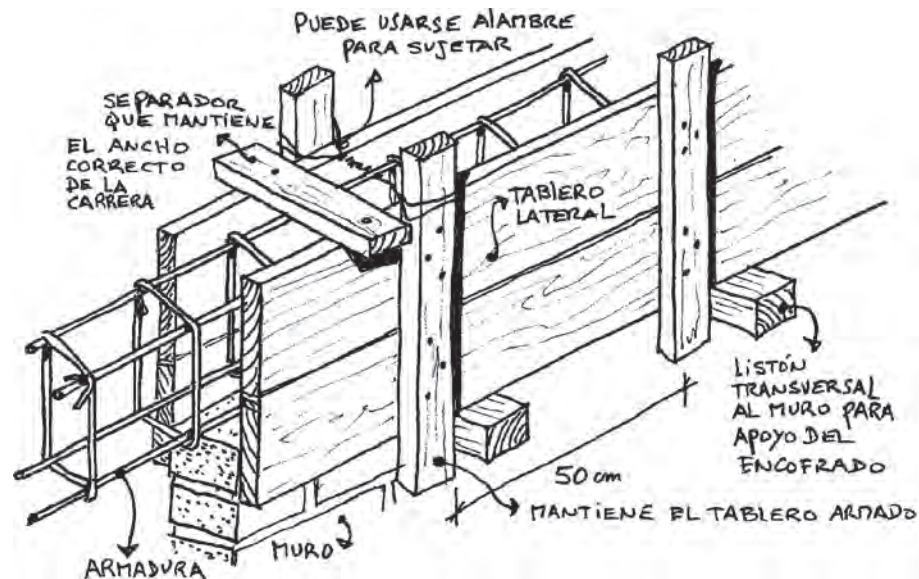 PUEDE USARSE ALAMBRE
PARA SUJETAR
SEPARADOR
QUE MANTIENE
EL ANCHO
CORRECTO
DE LA
CARRERA
TABLERO
LATERAL
LISTÓN
TRANSVERSAL
AL MURO PARA
APOYO DEL
ENCOFRADO
50 cm
MANTIENE EL TABLERO ARMADO
MURO
ARMADURA